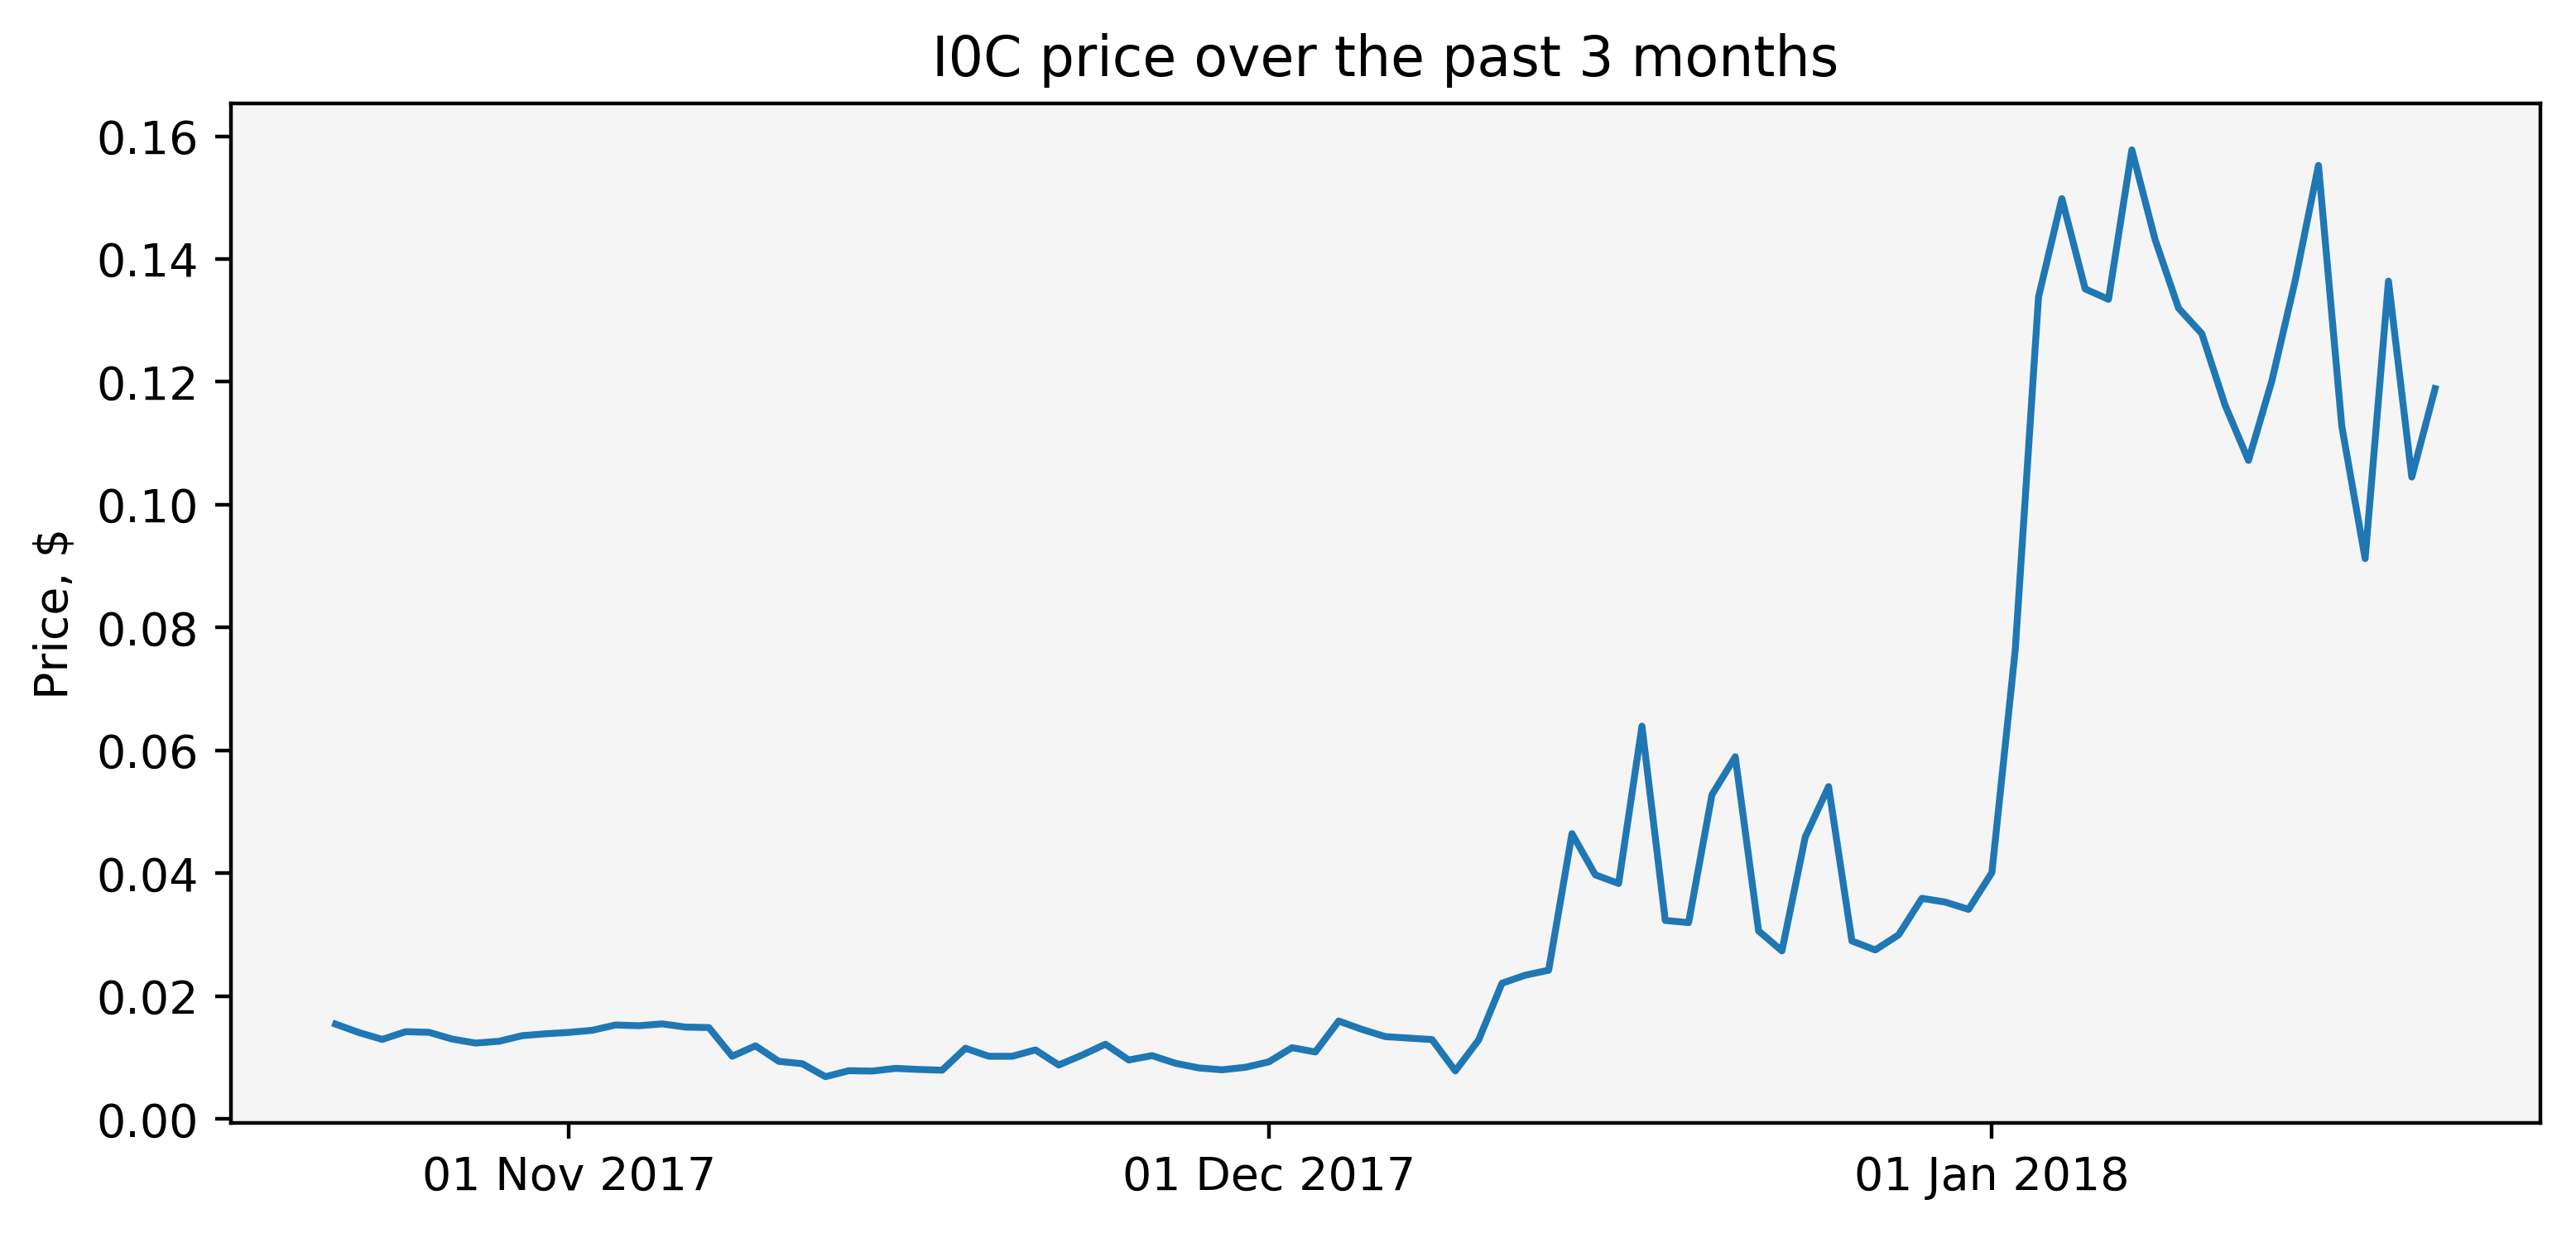 I0C price over the past 3 months
0.16
0.14
0.12
0.10
0.08
0.06
0.04
0.02
0.00
Price, $
01 Nov 2017
01 Dec 2017
01 Jan 2018